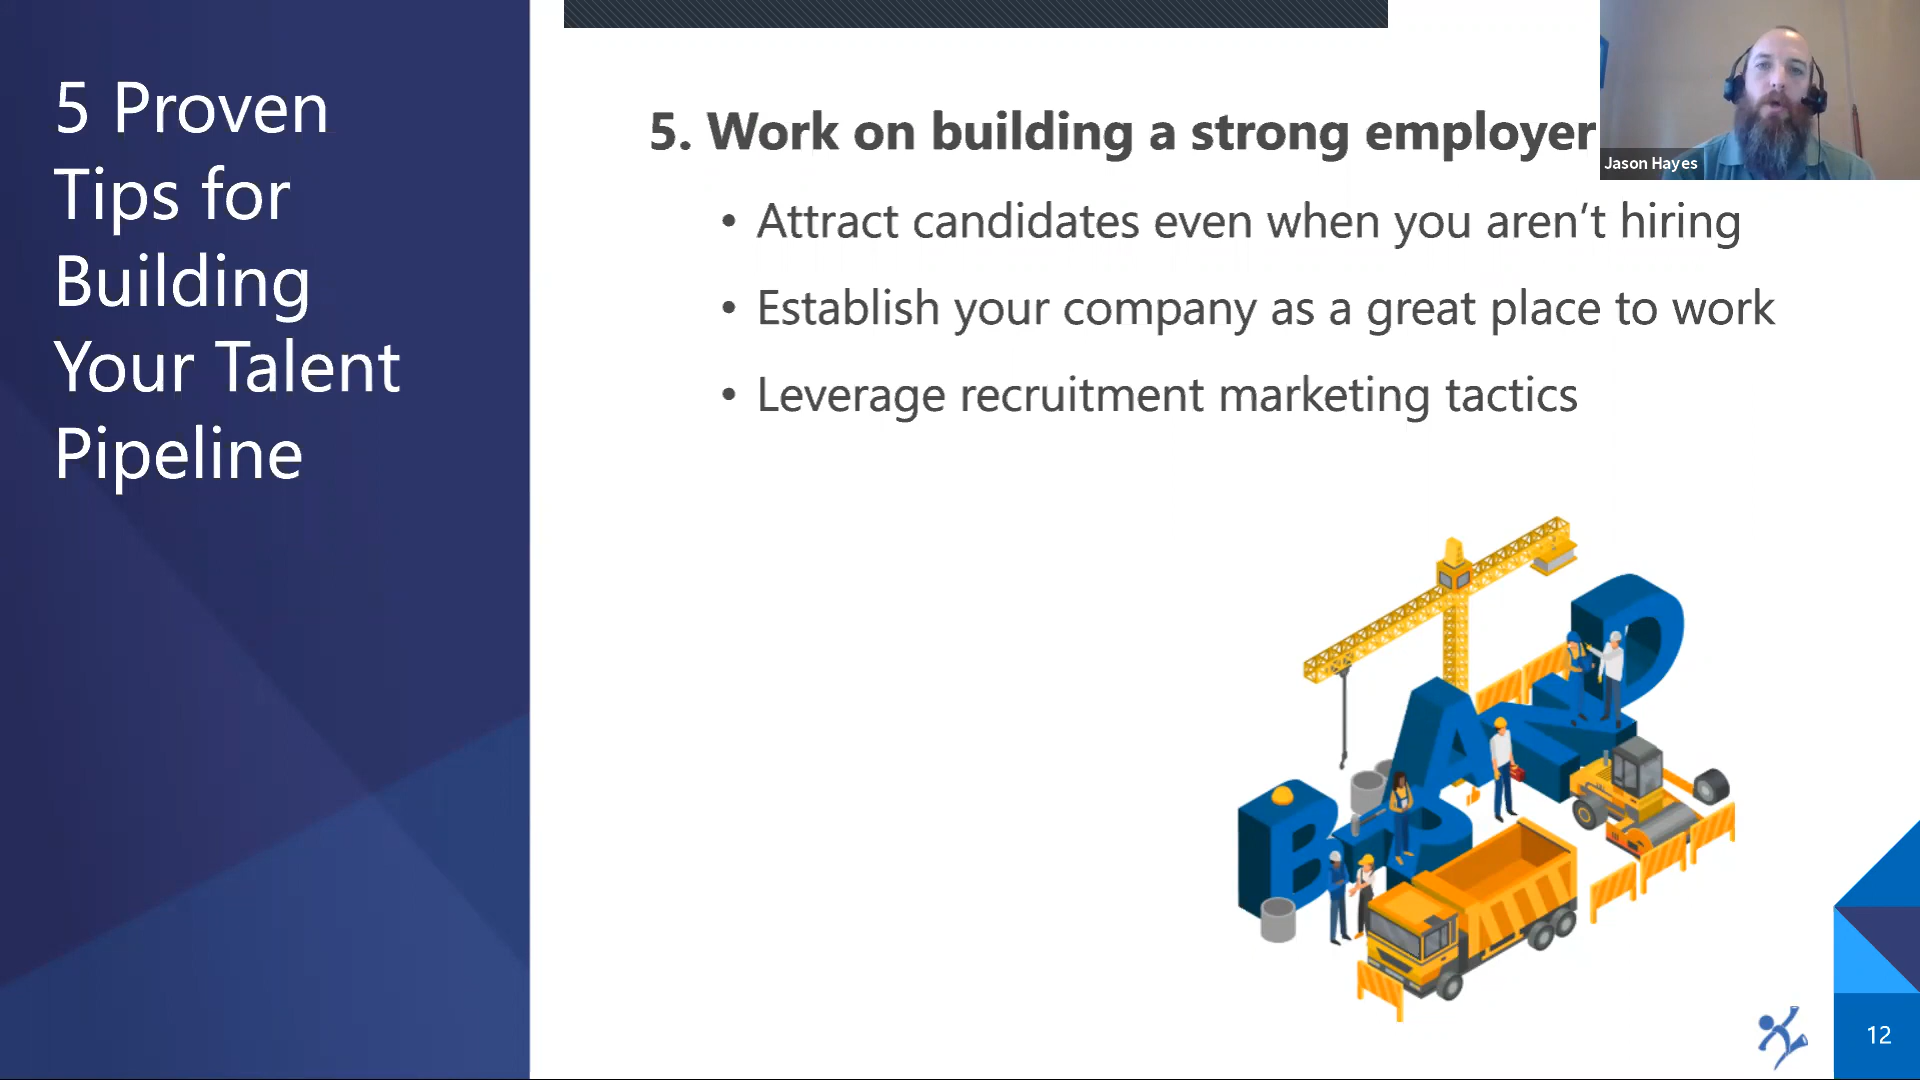 5 Proven
Tips for
Building
Your Talent
Pipeline
5. Work on building a strong employer
• Attract candidates even when you aren’t hiring
• Establish your company as a great place to work
• Leverage recruitment marketing tactics
Jason Hayes
BRAND
12